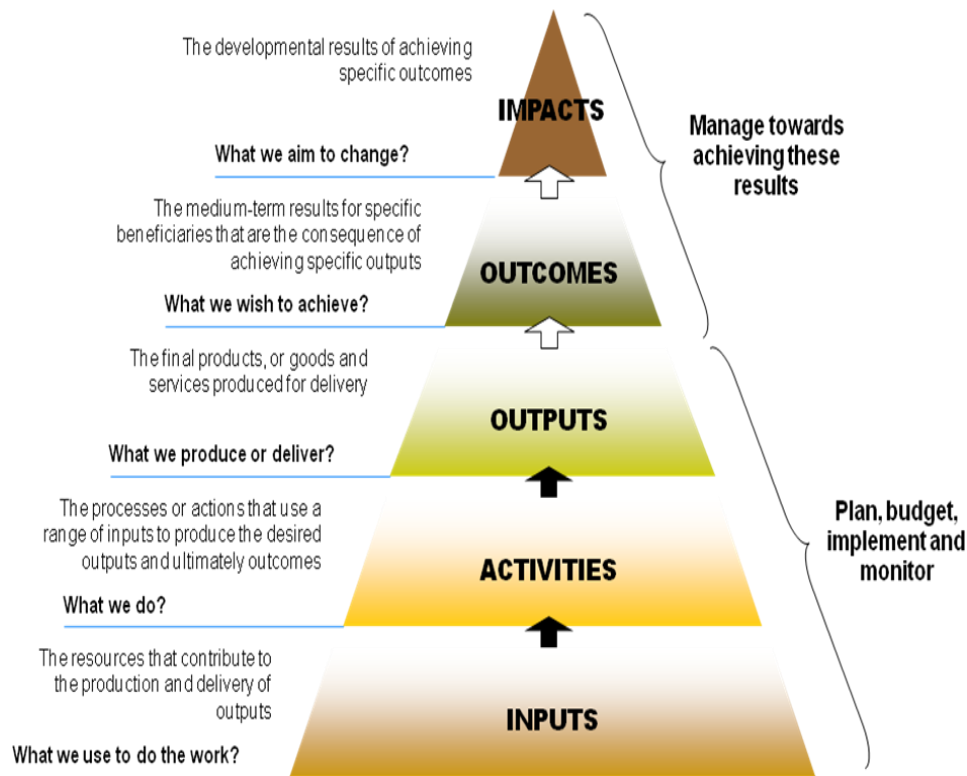 The developmental results of achieving
specific outcomes
IMPACTS
What we aim to change?
Manage towards
achieving these
results
The medium-term results for specific
beneficiaries that are the consequence of
achieving specific outputs
OUTCOMES
What we wish to achieve?
The final products, or goods and
services produced for delivery
OUTPUTS
What we produce or deliver?
The processes or actions that use a
range of inputs to produce the desired
outputs and ultimately outcomes
ACTIVITIES
What we do?
Plan, budget,
implement and
monitor
The resources that contribute to
the production and delivery of
outputs
INPUTS
What we use to do the work?